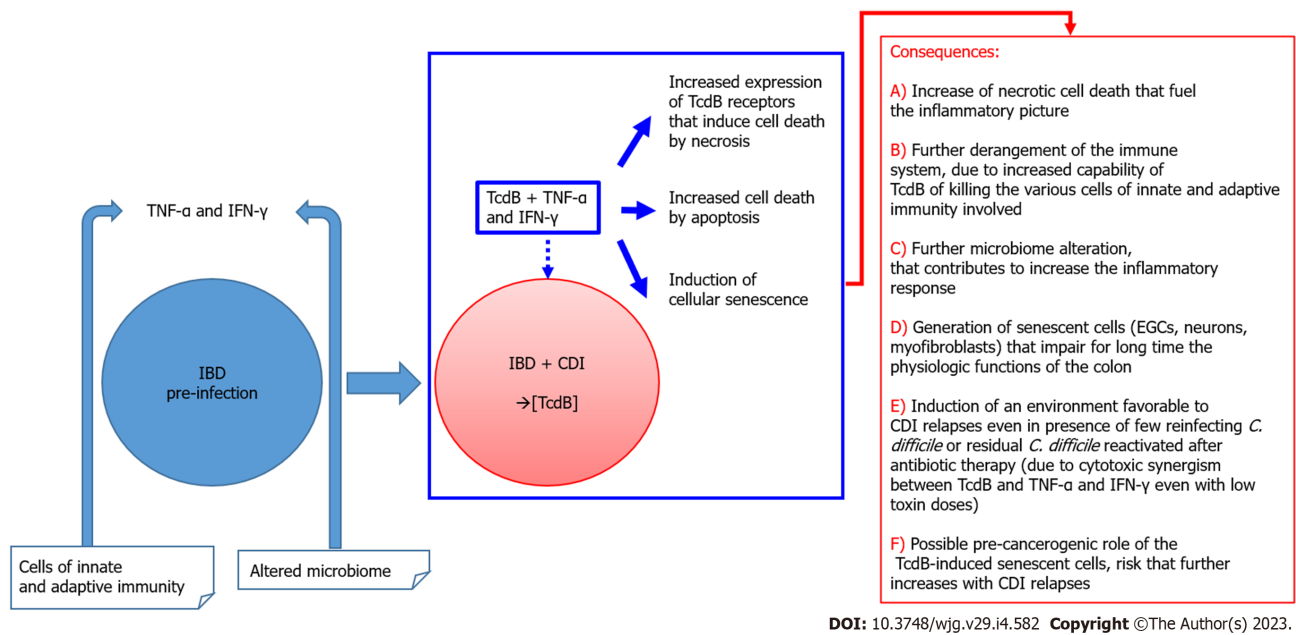 TNF-α and IFN-γ
IBD
pre-infection
Cells of innate
and adaptive immunity
Altered microbiome
TcdB + TNF-α
and IFN-γ
Increased expression
of TcdB receptors
that induce cell death
by necrosis
Increased cell death
by apoptosis
Induction of
cellular senescence
IBD + CDI
→[TcdB]
Consequences:
A) Increase of necrotic cell death that fuel
the inflammatory picture
B) Further derangement of the immune
system, due to increased capability of
TcdB of killing the various cells of innate and adaptive
immunity involved
C) Further microbiome alteration,
that contributes to increase the inflammatory
response
D) Generation of senescent cells (EGCs, neurons,
myofibroblasts) that impair for long time the
physiologic functions of the colon
E) Induction of an environment favorable to
CDI relapses even in presence of few reinfecting C.
difficile or residual C. difficile reactivated after
antibiotic therapy (due to cytotoxic synergism
between TcdB and TNF-α and IFN-γ even with low
toxin doses)
F) Possible pre-cancerogenic role of the
TcdB-induced senescent cells, risk that further
increases with CDI relapses
DOI: 10.3748/wjg.v29.i4.582 Copyright ©The Author(s) 2023.